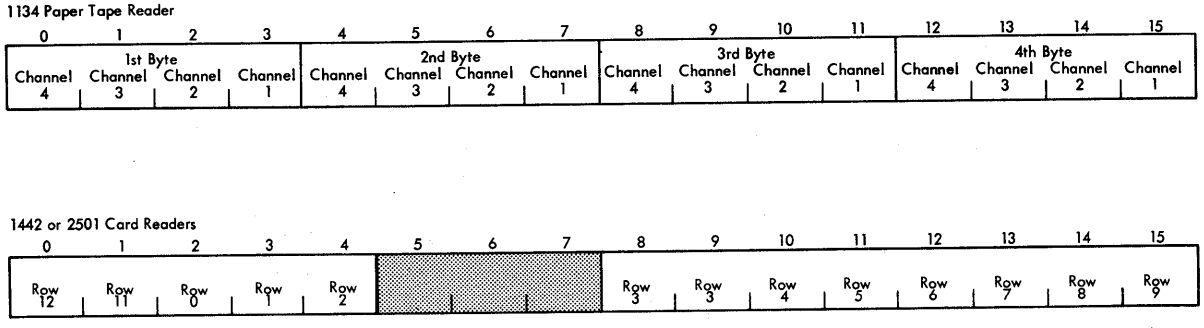 1134 Paper Tape Reader
0 1 2 3 4 5 6 7 8 9 10 11 12 13 14 15
1st Byte 2nd Byte 3rd Byte 4th Byte
Channel Channel Channel Channel Channel Channel Channel Channel Channel Channel Channel Channel Channel Channel Channel Channel
4 3 2 1 4 3 2 1 4 3 2 1 4 3 2 1
1442 or 2501 Card Readers
0 1 2 3 4 5 6 7 8 9 10 11 12 13 14 15
Row Row Row Row Row Row Row Row Row Row Row Row Row
12 11 0 1 2 3 3 4 5 6 7 8 9